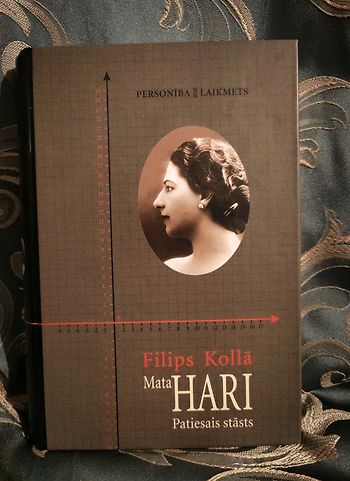 PERSONĪBA LAIKMETS
Filips Kollā
Mata
HARI
Patiesais stāsts